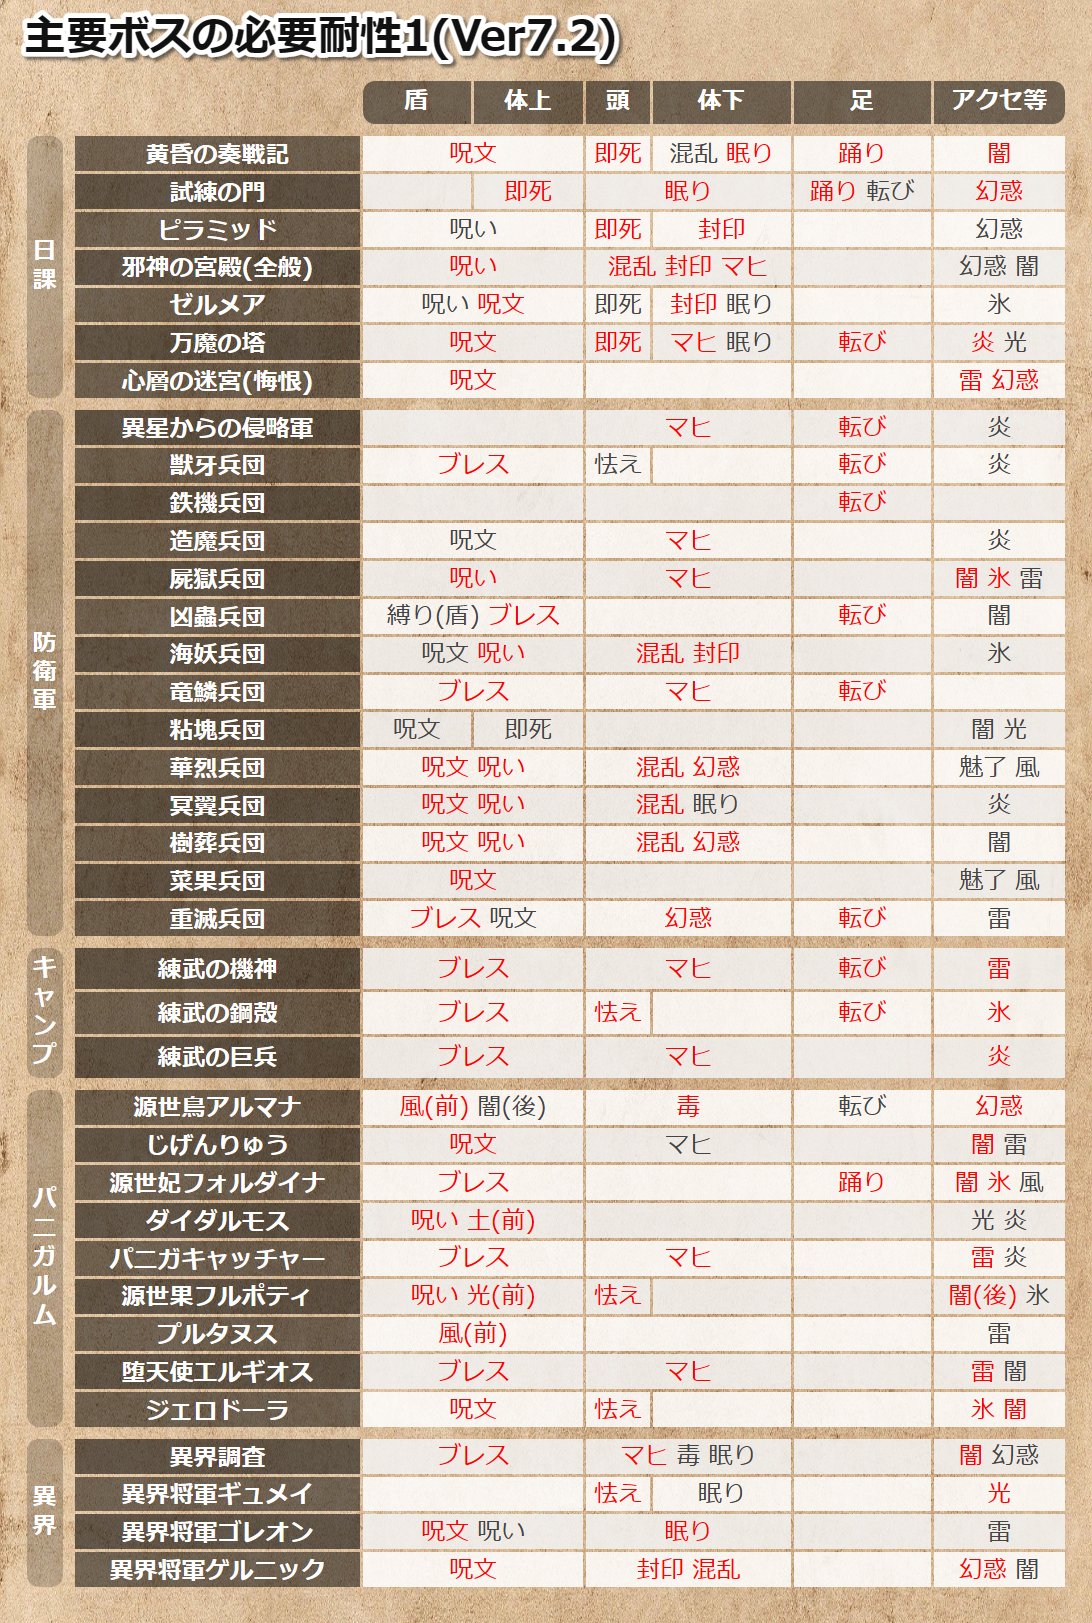 主要ボスの必要耐性1(Ver7.2)
盾 体上 頭 体下 足 アクセ等
日課
黄昏の奏戦記 呪文 即死 混乱 眠り 踊り 闇
試練の門 即死 眠り 踊り 転び 幻惑
ピラミッド 呪い 即死 封印 幻惑
邪神の宮殿(全般) 呪い 混乱 封印 マヒ 幻惑 闇
ゼルメア 呪い 呪文 即死 封印 眠り 氷
万魔の塔 呪文 即死 マヒ 眠り 転び 炎 光
心層の迷宮(悔恨) 呪文 雷 幻惑
防衛軍
異星からの侵略軍 マヒ 転び 炎
獣牙兵団 ブレス 怯え 転び 炎
鉄機兵団 転び
造魔兵団 呪文 マヒ 炎
屍獄兵団 呪い マヒ 闇 氷 雷
凶蟲兵団 縛り(盾) ブレス 転び 闇
海妖兵団 呪文 呪い 混乱 封印 氷
竜鱗兵団 ブレス マヒ 転び
粘塊兵団 呪文 即死 闇 光
華烈兵団 呪文 呪い 混乱 幻惑 魅了 風
冥翼兵団 呪文 呪い 混乱 眠り 炎
樹葬兵団 呪文 呪い 混乱 幻惑 闇
菜果兵団 呪文 魅了 風
重滅兵団 ブレス 呪文 幻惑 転び 雷
キャンプ
練武の機神 ブレス マヒ 転び 雷
練武の鋼殻 ブレス 怯え 転び 氷
練武の巨兵 ブレス マヒ 炎
パニガルム
源世鳥アルマナ 風(前) 闇(後) 毒 転び 幻惑
じげんりゅう 呪文 マヒ 闇 雷
源世妃フォルダイナ ブレス 踊り 闇 氷 風
ダイダルモス 呪い 土(前) 光 炎
パニガキャッチャー ブレス マヒ 雷 炎
源世果フルポティ 呪い 光(前) 怯え 闇(後) 氷
プルタヌス 風(前) 雷
堕天使エルギオス ブレス マヒ 雷 闇
ジェロドーラ 呪文 怯え 氷 闇
異界
異界調査 ブレス マヒ 毒 眠り 闇 幻惑
異界将軍ギュメイ 怯え 眠り 光
異界将軍ゴレオン 呪文 呪い 眠り 雷
異界将軍ゲルニック 呪文 封印 混乱 幻惑 闇